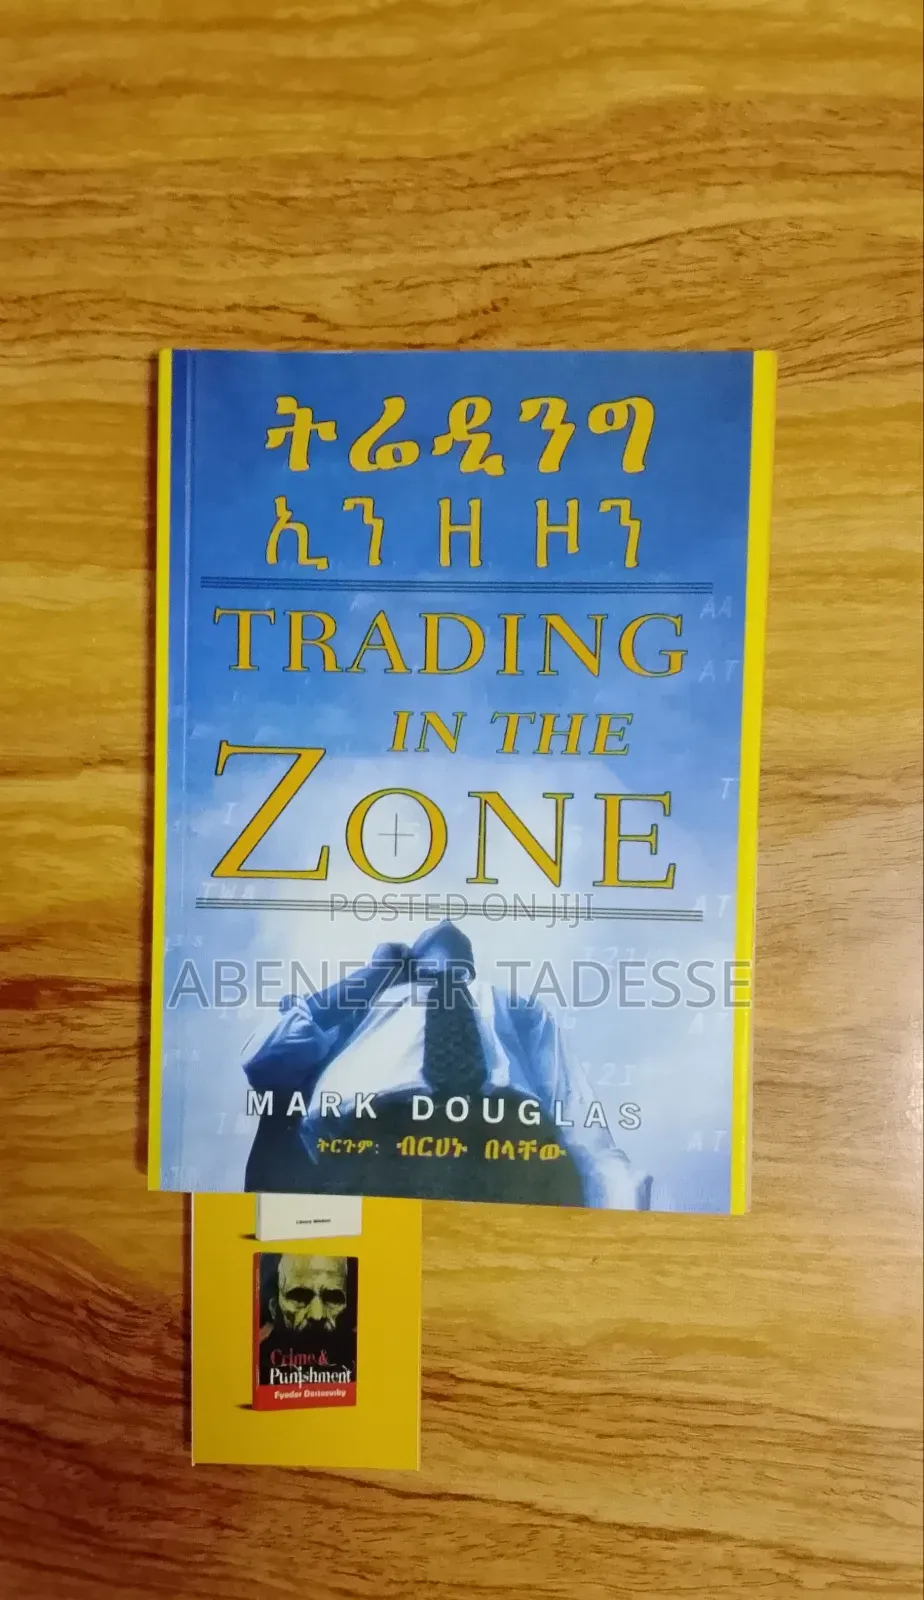 ትሬዲንግ
ኢን ዘ ዞን
TRADING
IN THE
ZONE
POSTED ON JIJI
ABENEZER TADESSE
MARK DOUGLAS
ትርጉም: ብርሀኑ በላቸው
Crime &
Punishment
Fyodor Dostoevsky